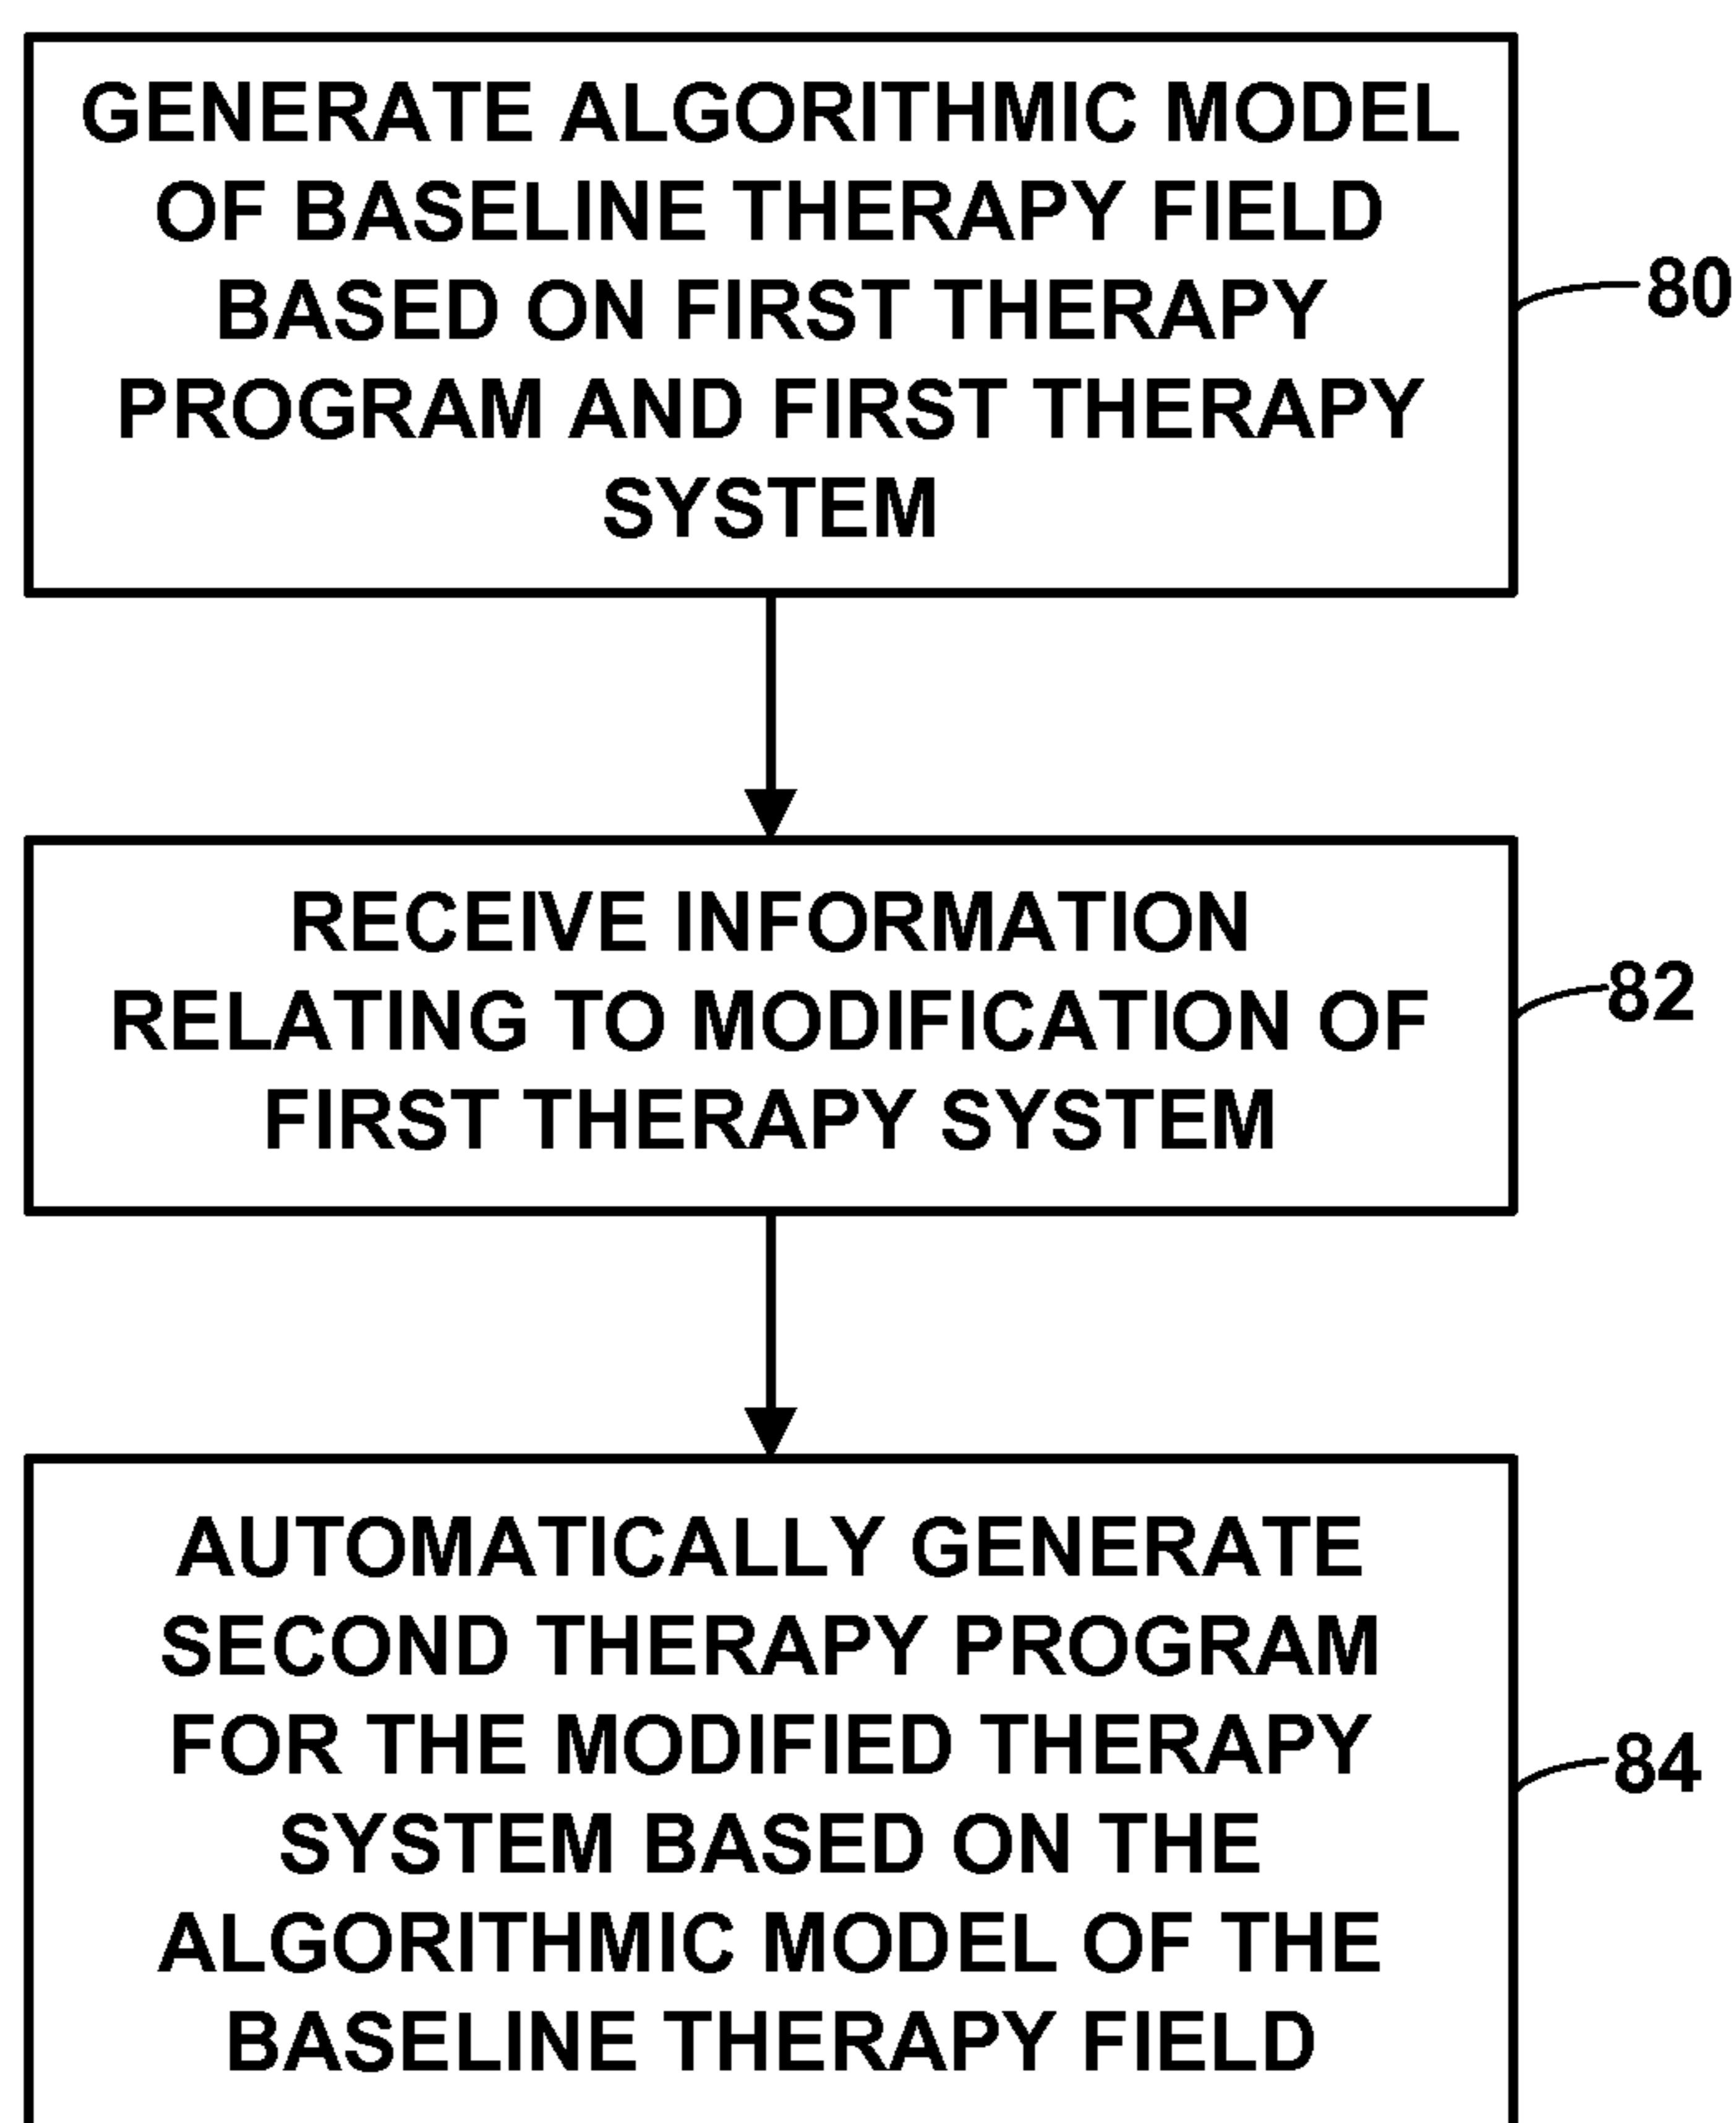 GENERATE ALGORITHMIC MODEL
OF BASELINE THERAPY FIELD
BASED ON FIRST THERAPY
PROGRAM AND FIRST THERAPY
SYSTEM
80
RECEIVE INFORMATION
RELATING TO MODIFICATION OF
FIRST THERAPY SYSTEM
82
AUTOMATICALLY GENERATE
SECOND THERAPY PROGRAM
FOR THE MODIFIED THERAPY
SYSTEM BASED ON THE
ALGORITHMIC MODEL OF THE
BASELINE THERAPY FIELD
84